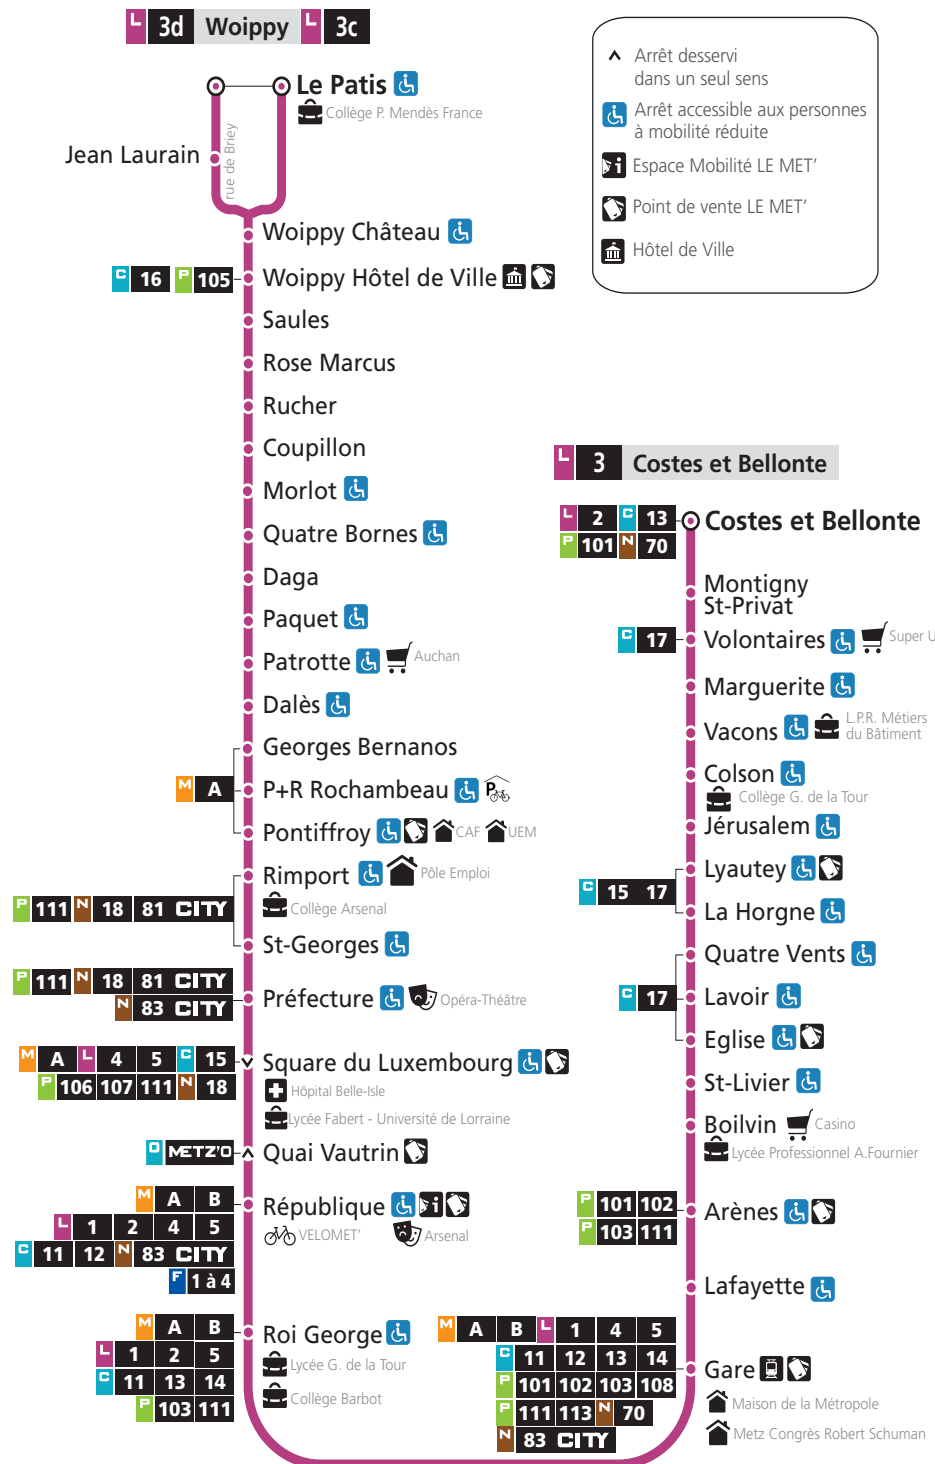 L 3d Woippy L 3c
Le Patis
Collège P. Mendès France
Jean Laurain
rue de Briey
Woippy Château
C 16 P 105
Woippy Hôtel de Ville
Saules
Rose Marcus
Rucher
Coupillon
Morlot
Quatre Bornes
Daga
Paquet
Patrotte
Auchan
Dalès
Georges Bernanos
M A
P+R Rochambeau
P
Pontiffroy
CAF
UEM
Rimport
Pôle Emploi
P 111 N 18 81 CITY
Collège Arsenal
St-Georges
P 111 N 18 81 CITY
N 83 CITY
Préfecture
Opéra-Théâtre
M A L 4 5 C 15
P 106 107 111 N 18
Square du Luxembourg
Hôpital Belle-Isle
Lycée Fabert - Université de Lorraine
O METZ'O
Quai Vautrin
M A B
L 1 2 4 5
C 11 12 N 83 CITY
F 1 à 4
République
i
VELOMET'
Arsenal
M A B
L 1 2 5
C 11 13 14
P 103 111
Roi George
Lycée G. de la Tour
Collège Barbot
Arrêt desservi
dans un seul sens
Arrêt accessible aux personnes
à mobilité réduite
i
Espace Mobilité LE MET'
Point de vente LE MET'
Hôtel de Ville
L 3 Costes et Bellonte
L 2 C 13
P 101 N 70
Costes et Bellonte
Montigny
St-Privat
C 17
Volontaires
Super U
Marguerite
Vacons
L.P.R. Métiers
du Bâtiment
Colson
Collège G. de la Tour
Jérusalem
Lyautey
C 15 17
La Horgne
Quatre Vents
C 17
Lavoir
Eglise
St-Livier
Boilvin
Casino
Lycée Professionnel A.Fournier
P 101 102
P 103 111
Arènes
Lafayette
M A B L 1 4 5
C 11 12 13 14
P 101 102 103 108
P 111 113 N 70
N 83 CITY
Gare
Maison de la Métropole
Metz Congrès Robert Schuman